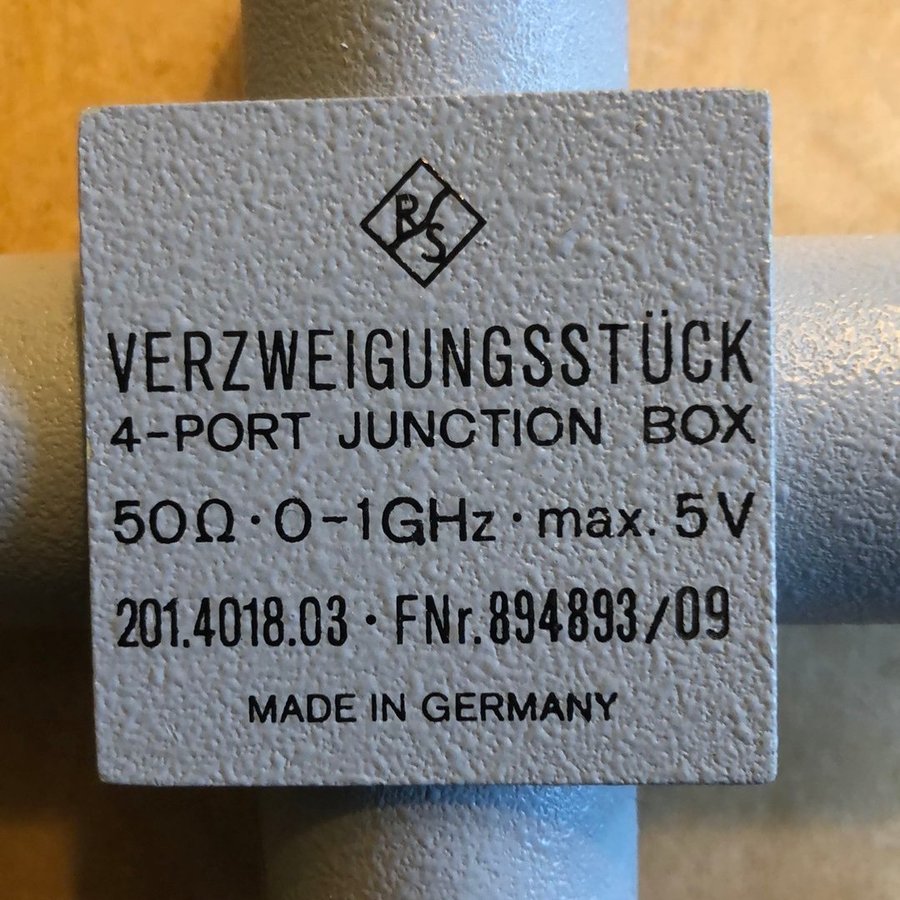 R/S
VERZWEIGUNGSSTÜCK
4-PORT JUNCTION BOX
50Ω · 0-1GHz · max. 5V
201.4018.03 · FNr. 894893/09
MADE IN GERMANY